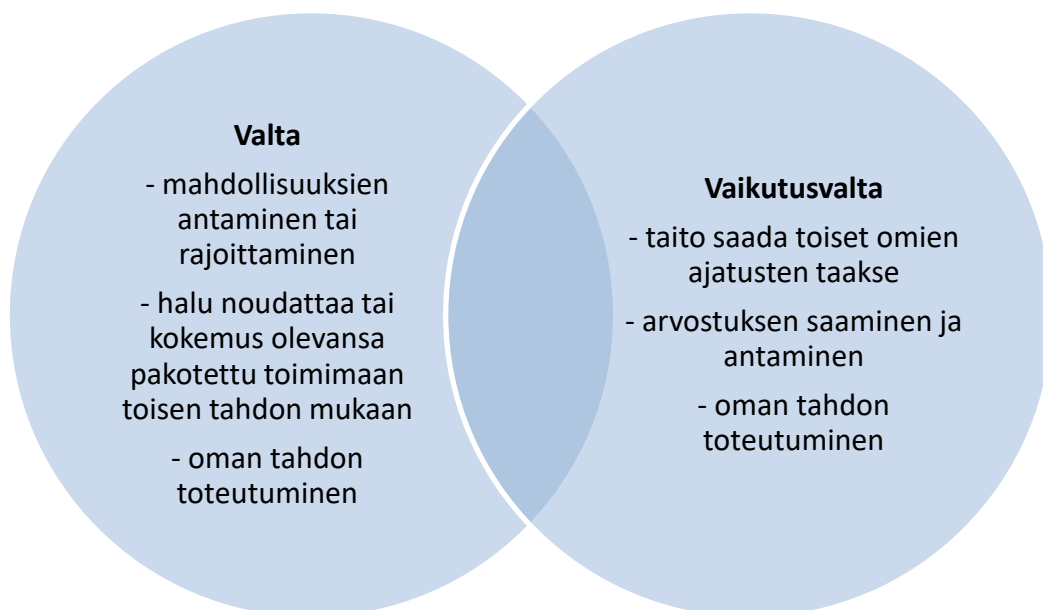 Valta
- mahdollisuuksien
antaminen tai
rajoittaminen
- halu noudattaa tai
kokemus olevansa
pakotettu toimimaan
toisen tahdon mukaan
- oman tahdon
toteutuminen
Vaikutusvalta
- taito saada toiset omien
ajatusten taakse
- arvostuksen saaminen ja
antaminen
- oman tahdon
toteutuminen